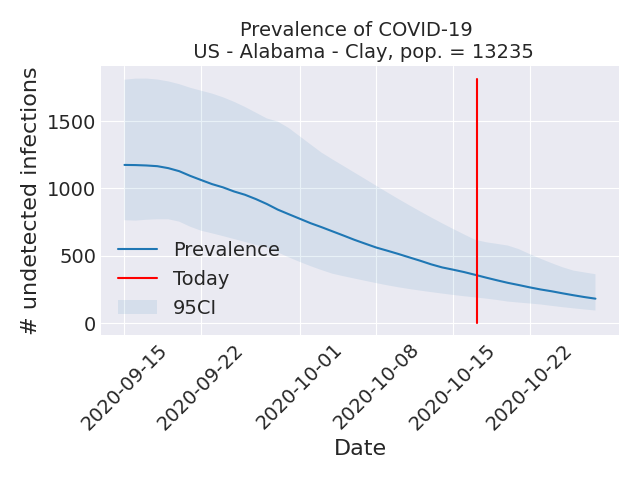 Prevalence of COVID-19
US - Alabama - Clay, pop. = 13235
# undetected infections
1500
1000
500
0
Prevalence
Today
95CI
2020-09-15
2020-09-22
2020-10-01
2020-10-08
2020-10-15
2020-10-22
Date